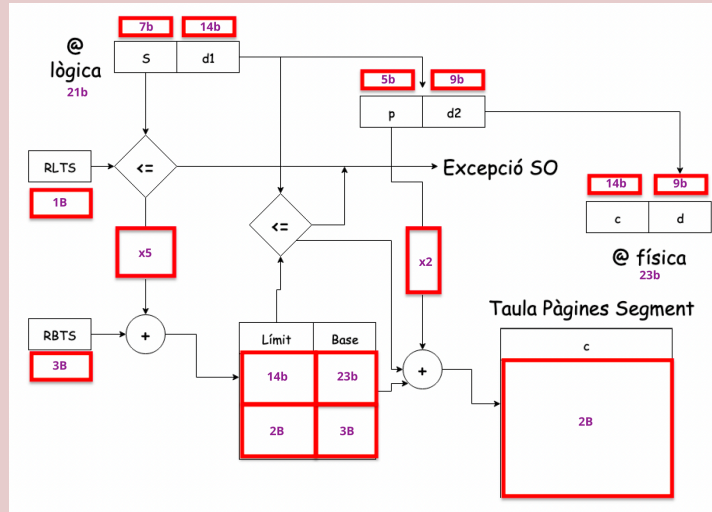 7b 14b
@
lògica
21b
S d1
5b 9b
p d2
RLTS
<=
Excepció SO
1B
14b 9b
c d
<=
x5
x2
@ física
23b
RBTS
+
3B
Límit Base
14b 23b
2B 3B
+
Taula Pàgines Segment
c
2B